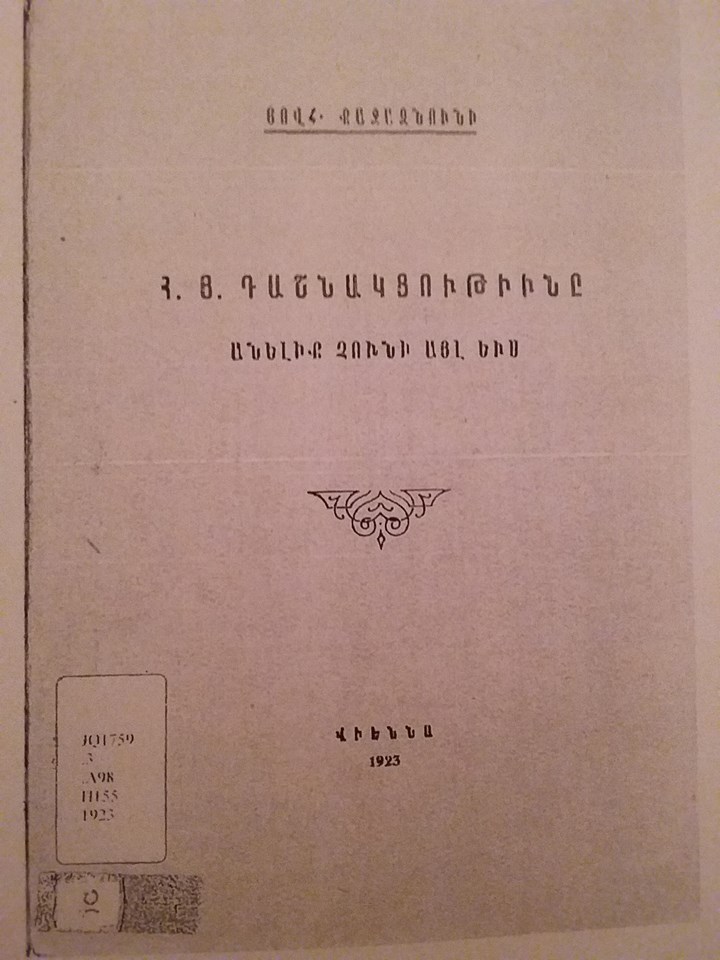 ՅՈՎՀ. ՔԱՋԱԶՆՈՒՆԻ
Հ. Յ. ԴԱՇՆԱԿՑՈՒԹԻՒՆԸ
ԱՆԵԼԻՔ ՉՈՒՆԻ ԱՅԼ ԵՒՍ
ՎԻԵՆՆԱ
1923
JQ1759
.3
.A98
H155
1923